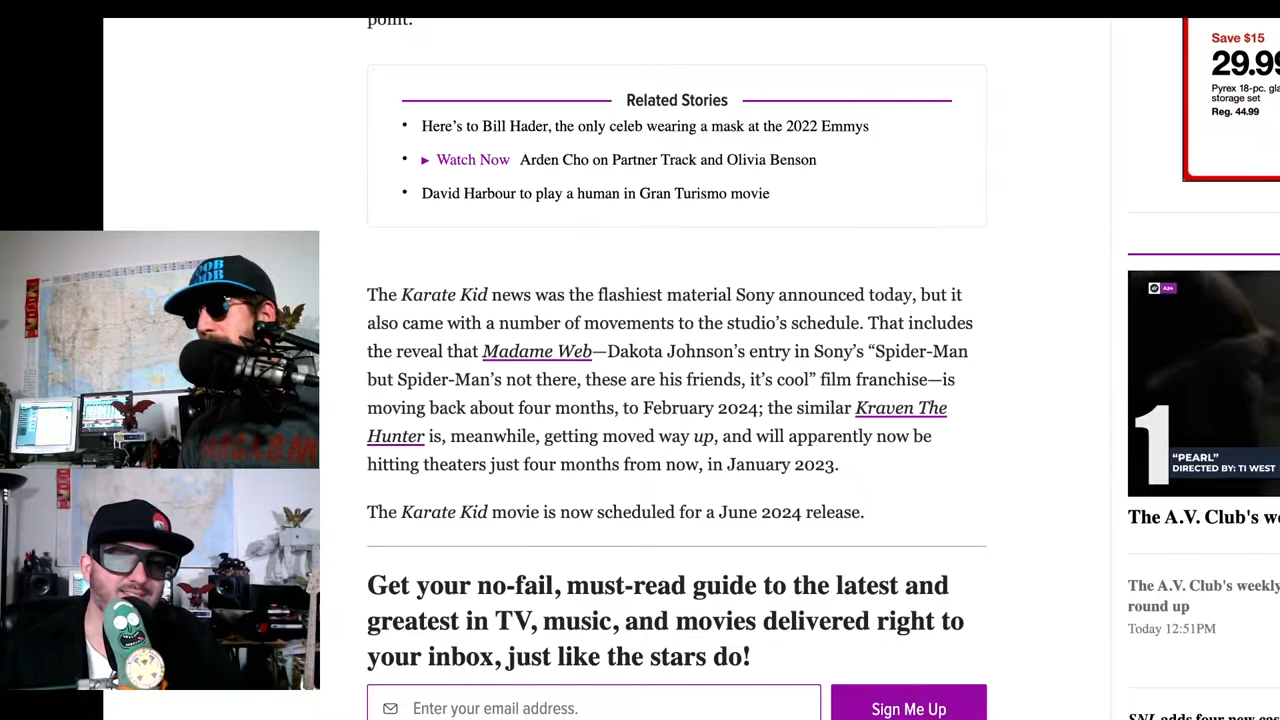 point.
Save $15
29.99
Pyrex 18-pc. gla
storage set
Reg. 44.99
Related Stories
• Here's to Bill Hader, the only celeb wearing a mask at the 2022 Emmys
• ▶ Watch Now Arden Cho on Partner Track and Olivia Benson
• David Harbour to play a human in Gran Turismo movie
The Karate Kid news was the flashiest material Sony announced today, but it
also came with a number of movements to the studio's schedule. That includes
the reveal that Madame Web—Dakota Johnson's entry in Sony's “Spider-Man
but Spider-Man's not there, these are his friends, it's cool” film franchise—is
moving back about four months, to February 2024; the similar Kraven The
Hunter is, meanwhile, getting moved way up, and will apparently now be
hitting theaters just four months from now, in January 2023.
The Karate Kid movie is now scheduled for a June 2024 release.
Get your no-fail, must-read guide to the latest and
greatest in TV, music, and movies delivered right to
your inbox, just like the stars do!
Enter your email address.
Sign Me Up
A24
1
“PEARL”
DIRECTED BY: TI WEST
The A.V. Club's we
The A.V. Club's weekly
round up
Today 12:51PM
SNL adds four new cas